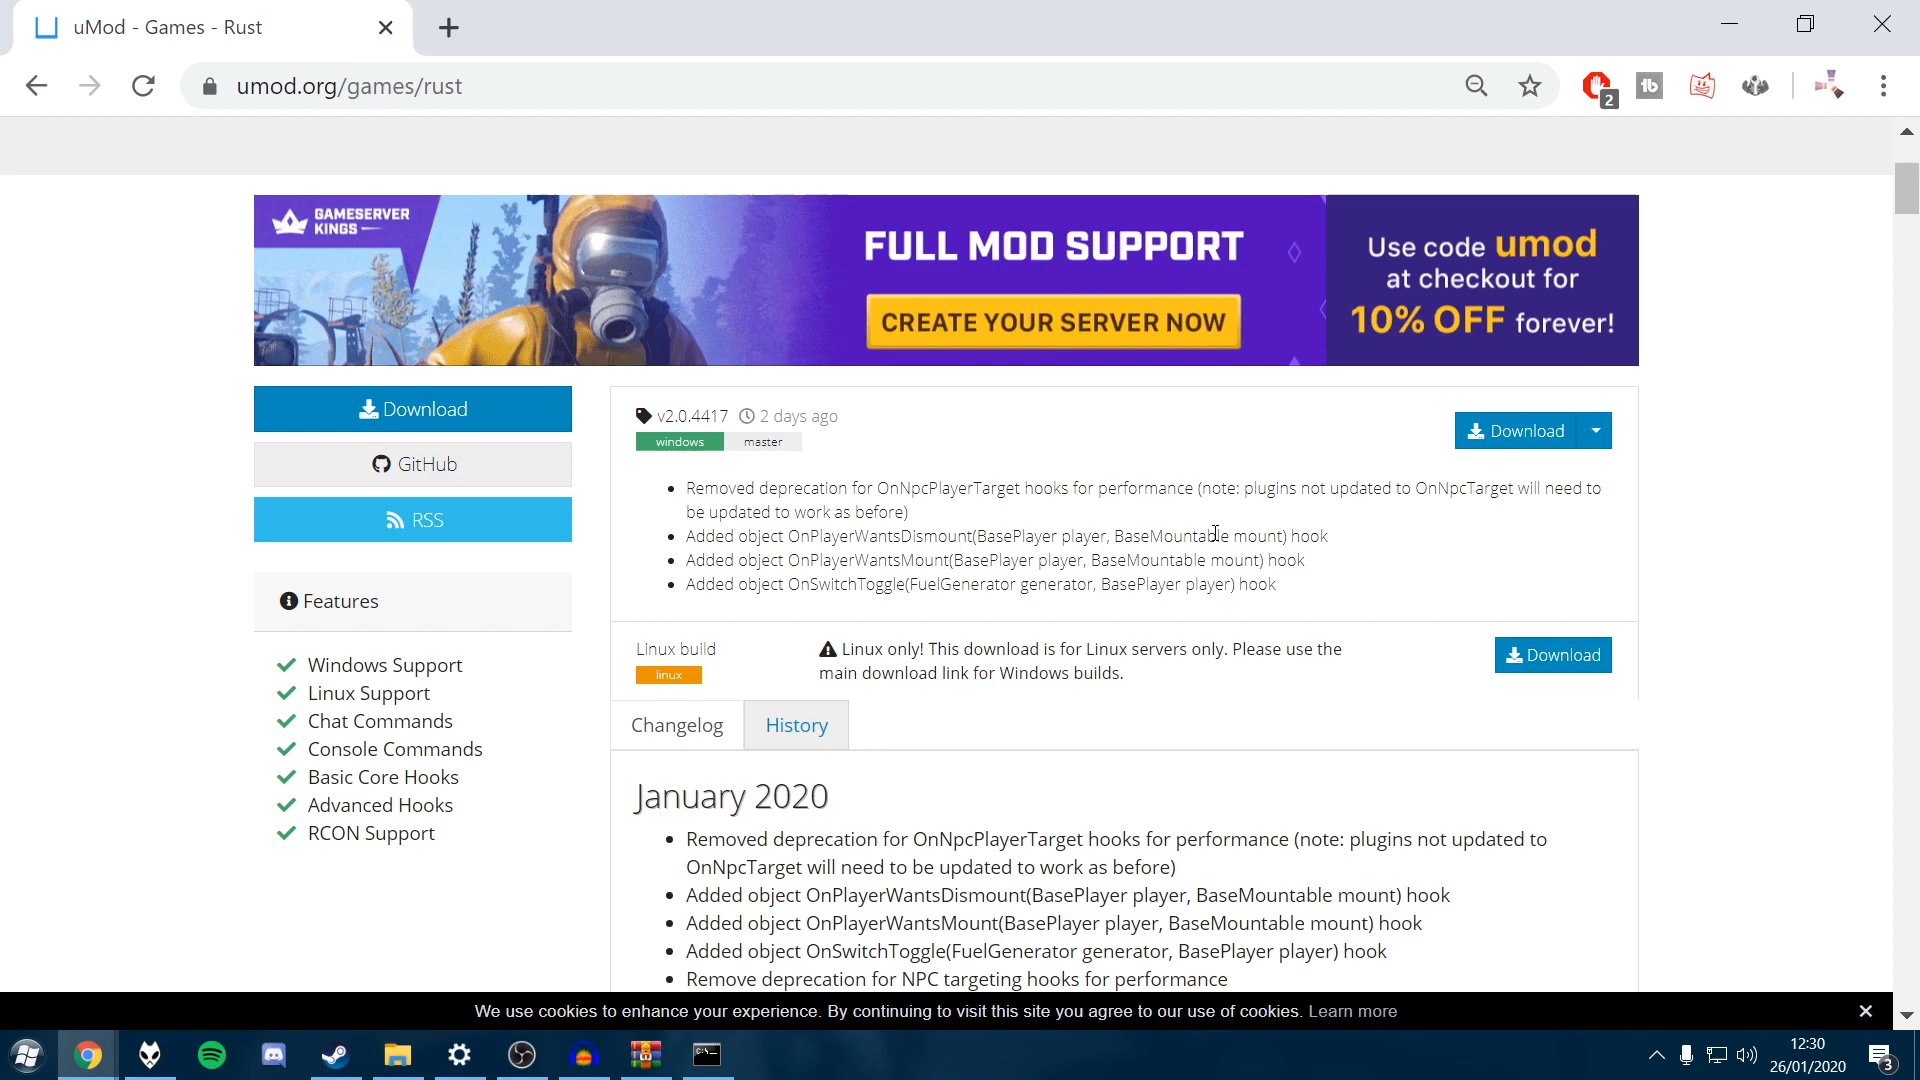 uMod - Games - Rust
umod.org/games/rust
2
GAMESERVER
KINGS
FULL MOD SUPPORT
CREATE YOUR SERVER NOW
Use code umod
at checkout for
10% OFF forever!
Download
GitHub
RSS
Features
Windows Support
Linux Support
Chat Commands
Console Commands
Basic Core Hooks
Advanced Hooks
RCON Support
v2.0.4417 2 days ago
windows master
Download
Removed deprecation for OnNpcPlayerTarget hooks for performance (note: plugins not updated to OnNpcTarget will need to
be updated to work as before)
Added object OnPlayerWantsDismount(BasePlayer player, BaseMountable mount) hook
Added object OnPlayerWantsMount(BasePlayer player, BaseMountable mount) hook
Added object OnSwitchToggle(FuelGenerator generator, BasePlayer player) hook
Linux build
linux
Linux only! This download is for Linux servers only. Please use the
main download link for Windows builds.
Download
Changelog
History
January 2020
Removed deprecation for OnNpcPlayerTarget hooks for performance (note: plugins not updated to
OnNpcTarget will need to be updated to work as before)
Added object OnPlayerWantsDismount(BasePlayer player, BaseMountable mount) hook
Added object OnPlayerWantsMount(BasePlayer player, BaseMountable mount) hook
Added object OnSwitchToggle(FuelGenerator generator, BasePlayer player) hook
Remove deprecation for NPC targeting hooks for performance
We use cookies to enhance your experience. By continuing to visit this site you agree to our use of cookies. Learn more
12:30
26/01/2020
3